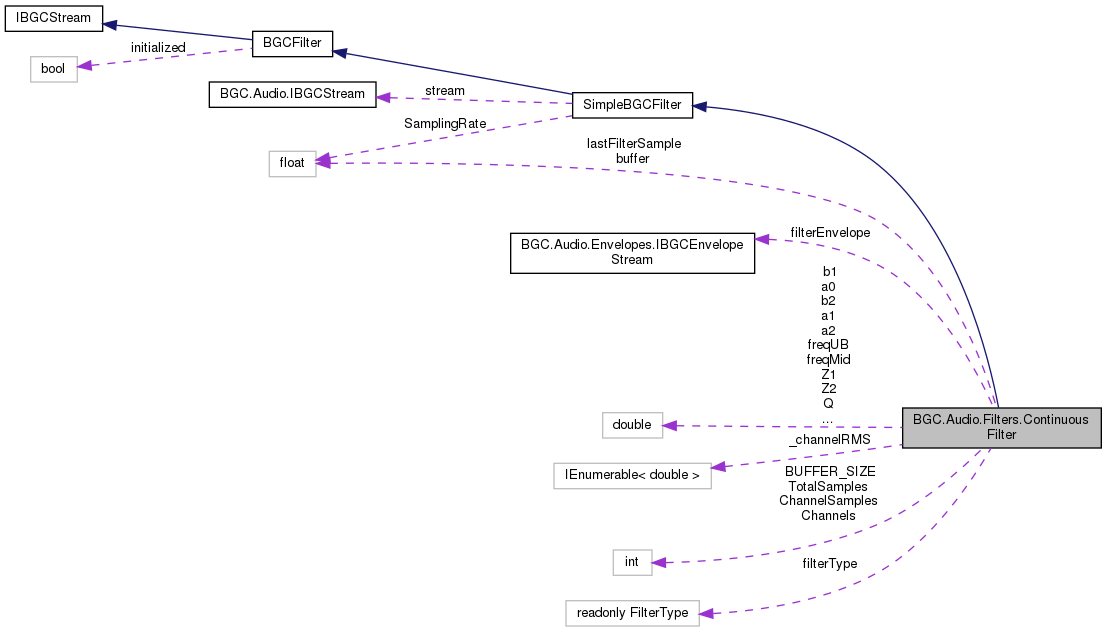 IBGCStream
BGCFilter
initialized
bool
BGC.Audio.IBGCStream
stream
SimpleBGCFilter
SamplingRate
float
lastFilterSample
buffer
filterEnvelope
BGC.Audio.Envelopes.IBGCEnvelope
Stream
b1
a0
b2
a1
a2
freqUB
freqMid
Z1
Z2
Q
...
double
BGC.Audio.Filters.Continuous
Filter
_channelRMS
IEnumerable< double >
BUFFER_SIZE
TotalSamples
ChannelSamples
Channels
int
filterType
readonly FilterType